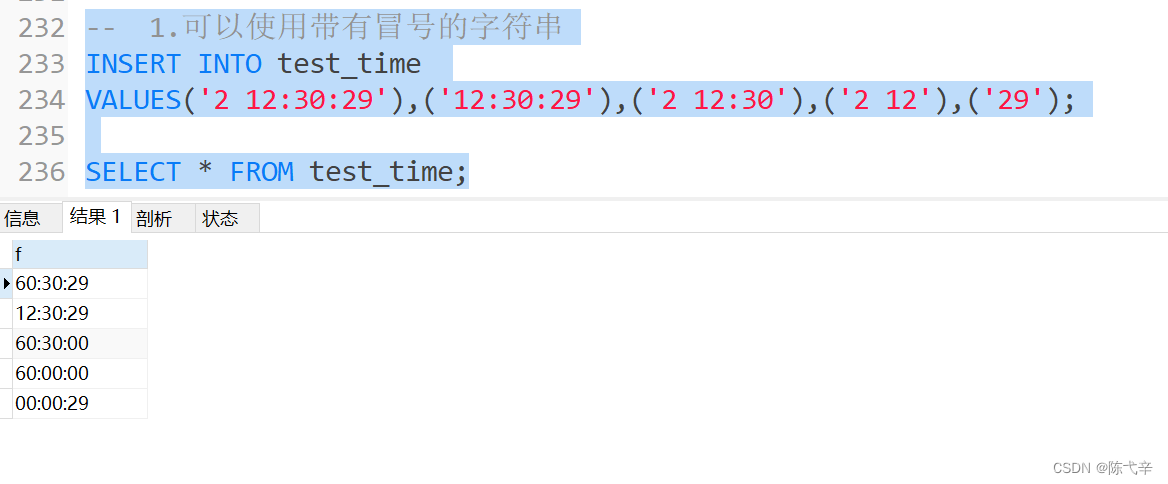 232 -- 1.可以使用带有冒号的字符串
233 INSERT INTO test_time
234 VALUES('2 12:30:29'),('12:30:29'),('2 12:30'),('2 12'),('29');
235
236 SELECT * FROM test_time;
信息 结果 1 剖析 状态
f
60:30:29
12:30:29
60:30:00
60:00:00
00:00:29
CSDN @陈弋辛